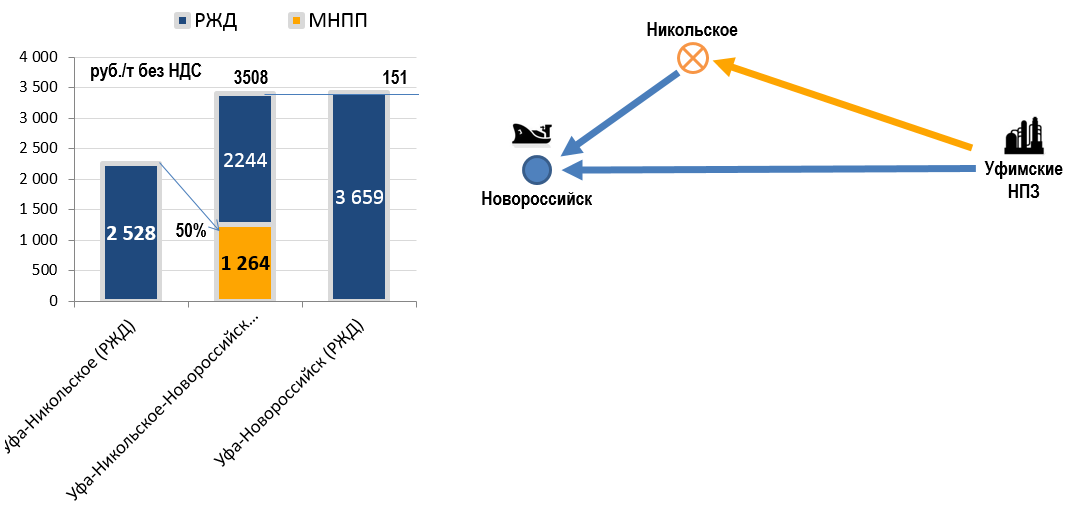 РЖД
МНПП
руб./т без НДС
4 000
3 500
3 000
2 500
2 000
1 500
1 000
500
0
3508
151
2 528
50%
2244
1 264
3 659
Уфа-Никольское (РЖД)
Уфа-Никольское-Новороссийск…
Уфа-Новороссийск (РЖД)
Никольское
Новороссийск
Уфимские
НПЗ